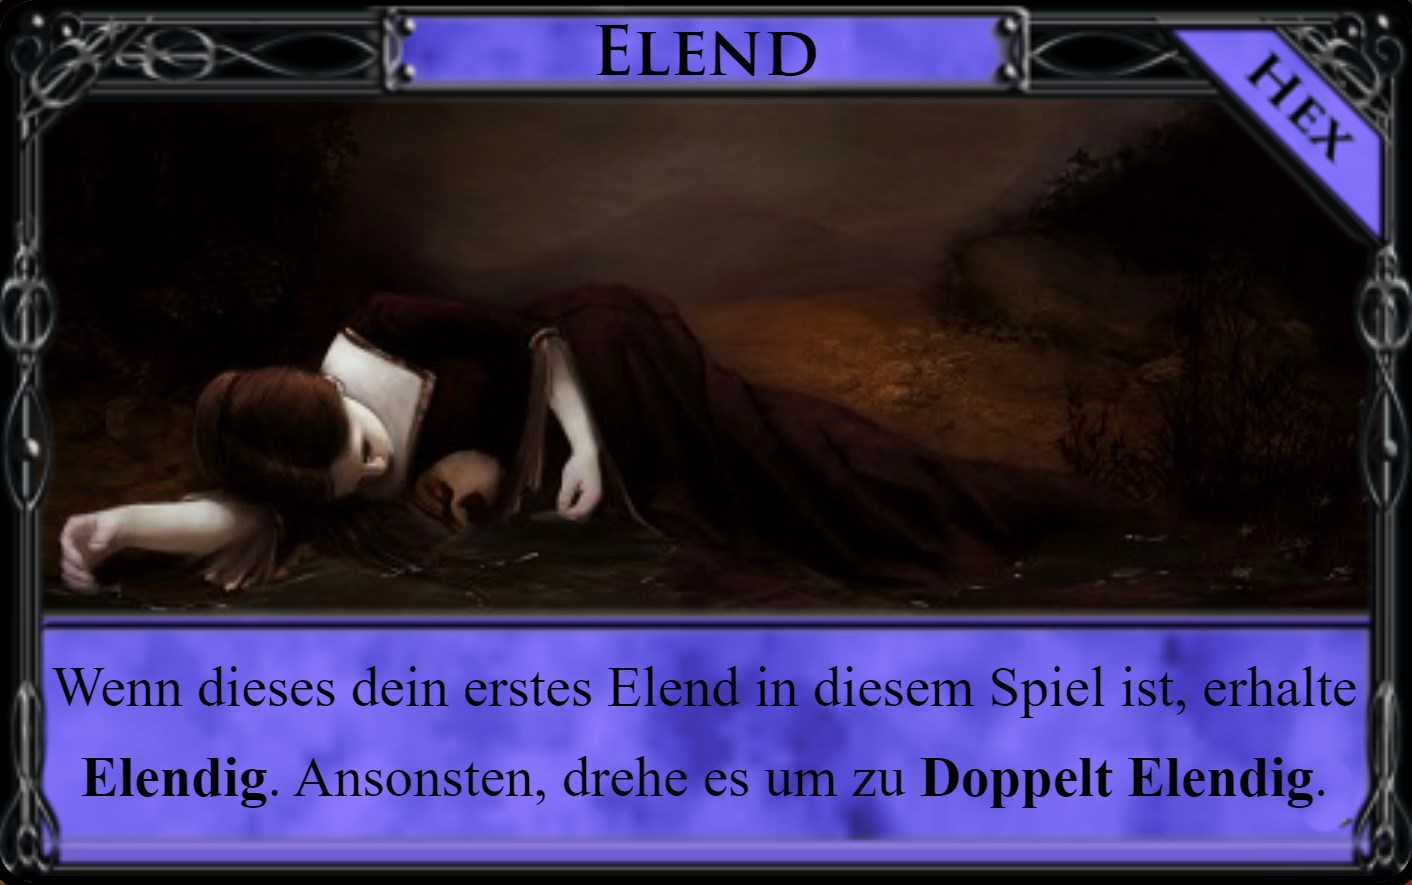 Elend
Hex
Wenn dieses dein erstes Elend in diesem Spiel ist, erhalte
Elendig. Ansonsten, drehe es um zu Doppelt Elendig.